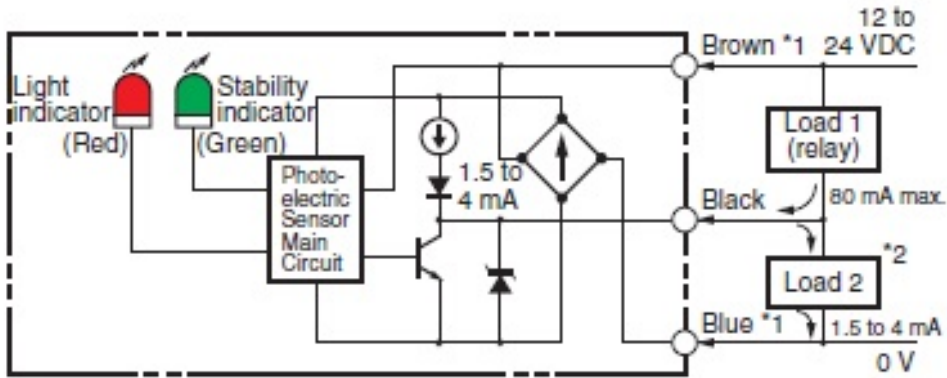 12 to
24 VDC
Brown *1
Light
indicator
(Red)
Stability
indicator
(Green)
Load 1
(relay)
Photo-
electric
Sensor
Main
Circuit
1.5 to
4 mA
Black
80 mA max.
*2
Load 2
Blue *1
1.5 to 4 mA
0 V